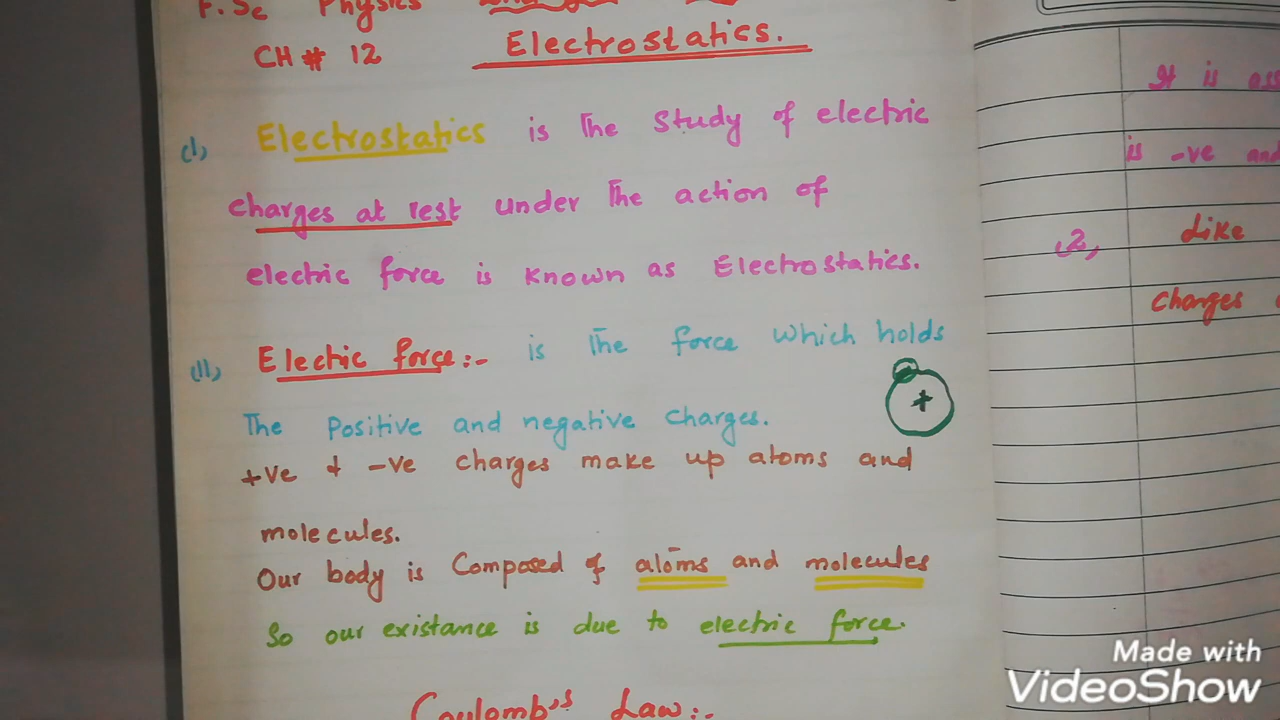 F.Sc Physics
CH # 12 Electrostatics.
(I) Electrostatics is the study of electric
charges at rest under the action of
electric force is known as Electrostatics.
(II) Electric force:- is the force which holds
The Positive and negative charges.
+
+ve & -ve charges make up atoms and
molecules.
Our body is Composed of atoms and molecules
So our existance is due to electric force.
Coulomb's Law:-
It is
is -ve and
(2, Like
charges
Made with
VideoShow